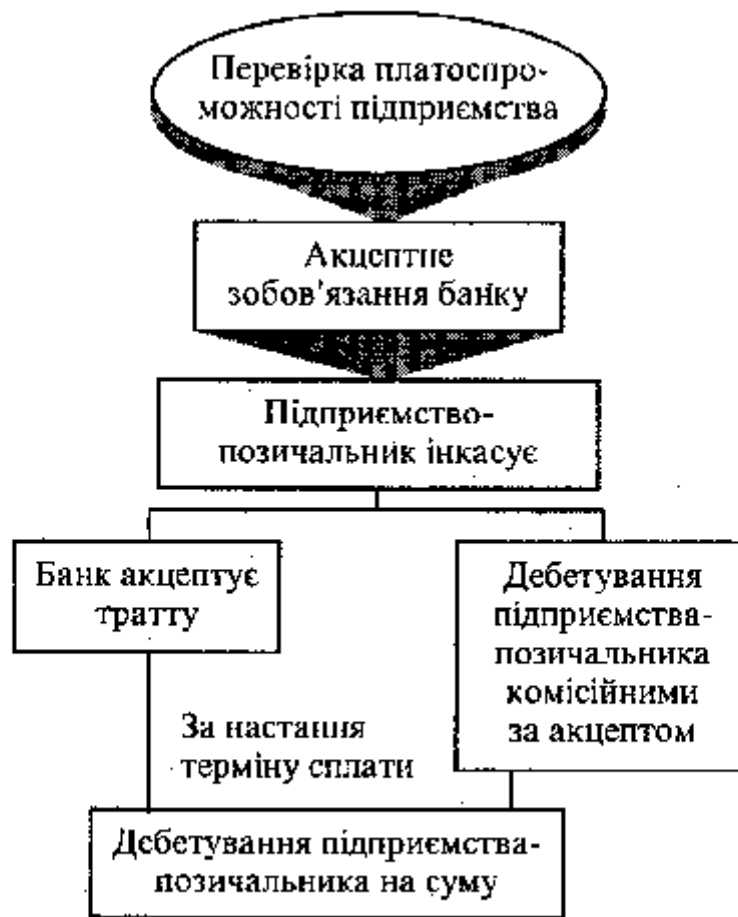 Перевірка платоспро-
можності підприємства
Акцептне
зобов'язання банку
Підприємство-
позичальник інкасує
Банк акцептує
тратту
Дебетування
підприємства-
позичальника
комісійними
за акцептом
За настання
терміну сплати
Дебетування підприємства-
позичальника на суму